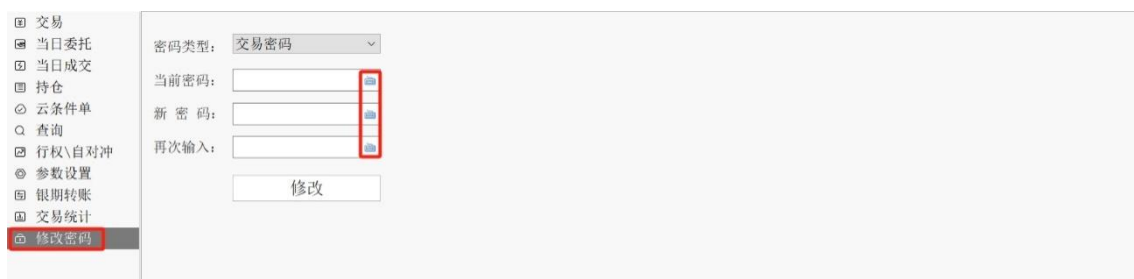 交易
当日委托
当日成交
持仓
云条件单
查询
行权\自对冲
参数设置
银期转账
交易统计
修改密码
密码类型： 交易密码
当前密码：
新 密 码：
再次输入：
修改